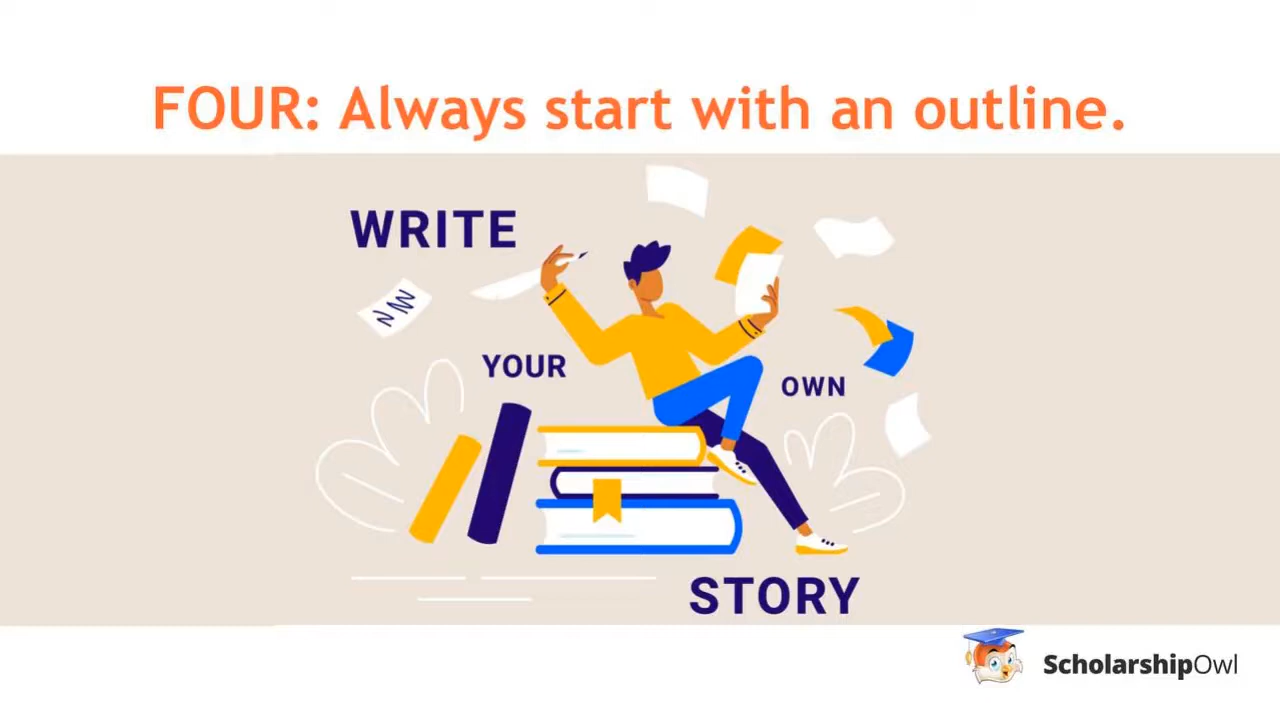 FOUR: Always start with an outline.
WRITE
YOUR
OWN
STORY
ScholarshipOwl